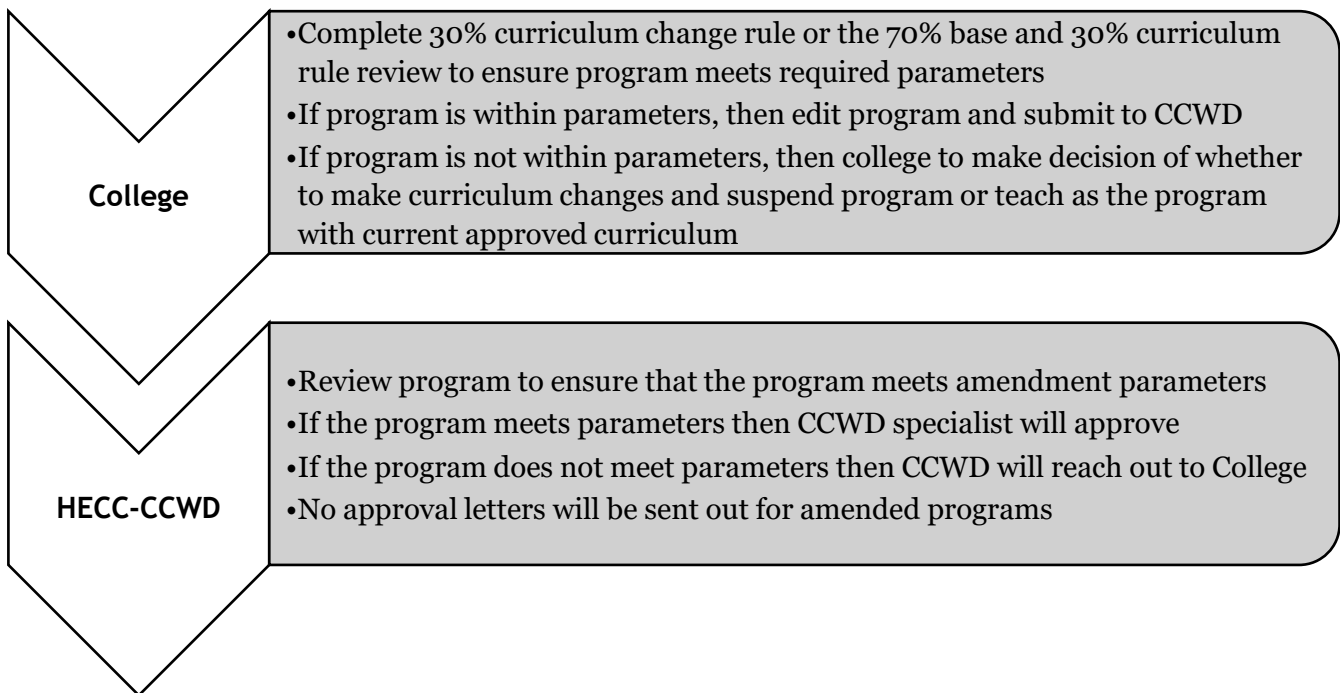 College
•Complete 30% curriculum change rule or the 70% base and 30% curriculum
rule review to ensure program meets required parameters
•If program is within parameters, then edit program and submit to CCWD
•If program is not within parameters, then college to make decision of whether
to make curriculum changes and suspend program or teach as the program
with current approved curriculum
HECC-CCWD
•Review program to ensure that the program meets amendment parameters
•If the program meets parameters then CCWD specialist will approve
•If the program does not meet parameters then CCWD will reach out to College
•No approval letters will be sent out for amended programs